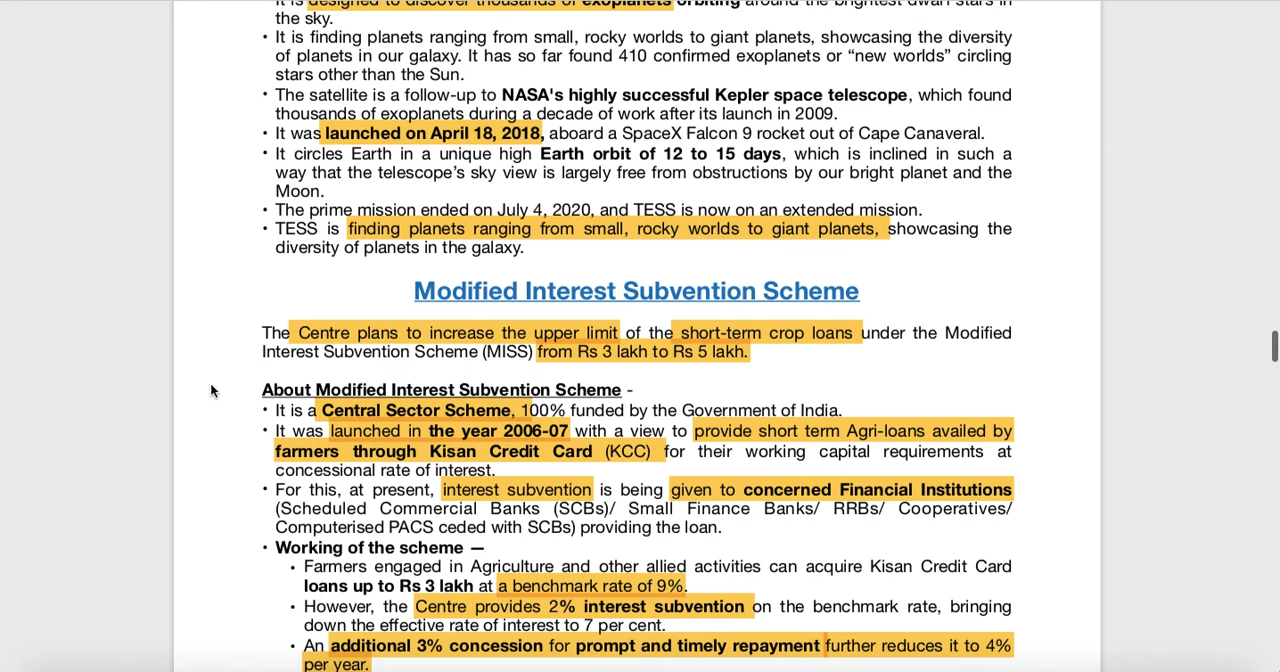 It is designed to discover thousands of exoplanets orbiting around the brightest dwarf stars in
the sky.
• It is finding planets ranging from small, rocky worlds to giant planets, showcasing the diversity
of planets in our galaxy. It has so far found 410 confirmed exoplanets or “new worlds” circling
stars other than the Sun.
• The satellite is a follow-up to NASA's highly successful Kepler space telescope, which found
thousands of exoplanets during a decade of work after its launch in 2009.
• It was launched on April 18, 2018, aboard a SpaceX Falcon 9 rocket out of Cape Canaveral.
• It circles Earth in a unique high Earth orbit of 12 to 15 days, which is inclined in such a
way that the telescope’s sky view is largely free from obstructions by our bright planet and the
Moon.
• The prime mission ended on July 4, 2020, and TESS is now on an extended mission.
• TESS is finding planets ranging from small, rocky worlds to giant planets, showcasing the
diversity of planets in the galaxy.
Modified Interest Subvention Scheme
The Centre plans to increase the upper limit of the short-term crop loans under the Modified
Interest Subvention Scheme (MISS) from Rs 3 lakh to Rs 5 lakh.
About Modified Interest Subvention Scheme -
• It is a Central Sector Scheme, 100% funded by the Government of India.
• It was launched in the year 2006-07 with a view to provide short term Agri-loans availed by
farmers through Kisan Credit Card (KCC) for their working capital requirements at
concessional rate of interest.
• For this, at present, interest subvention is being given to concerned Financial Institutions
(Scheduled Commercial Banks (SCBs)/ Small Finance Banks/ RRBs/ Cooperatives/
Computerised PACS ceded with SCBs) providing the loan.
• Working of the scheme —
• Farmers engaged in Agriculture and other allied activities can acquire Kisan Credit Card
loans up to Rs 3 lakh at a benchmark rate of 9%.
• However, the Centre provides 2% interest subvention on the benchmark rate, bringing
down the effective rate of interest to 7 per cent.
• An additional 3% concession for prompt and timely repayment further reduces it to 4%
per year.